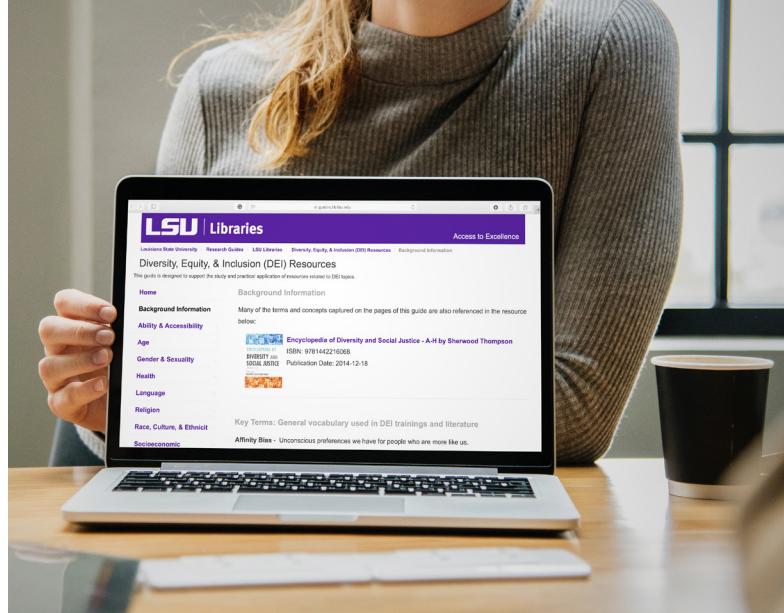 LSU Libraries
Access to Excellence
Louisiana State University Research Guides LSU Libraries Diversity, Equity, & Inclusion (DEI) Resources Background Information
Diversity, Equity, & Inclusion (DEI) Resources
This guide is designed to support the study and practical application of resources related to DEI topics.
Home
Background Information
Ability & Accessibility
Age
Gender & Sexuality
Health
Language
Religion
Race, Culture, & Ethnicit
Socioeconomic
Background Information
Many of the terms and concepts captured on the pages of this guide are also referenced in the resource
below:
ENCYCLOPEDIA OF
DIVERSITY AND
SOCIAL JUSTICE
Encyclopedia of Diversity and Social Justice - A-H by Sherwood Thompson
ISBN: 9781442216068
Publication Date: 2014-12-18
Key Terms: General vocabulary used in DEI trainings and literature
Affinity Bias - Unconscious preferences we have for people who are more like us.